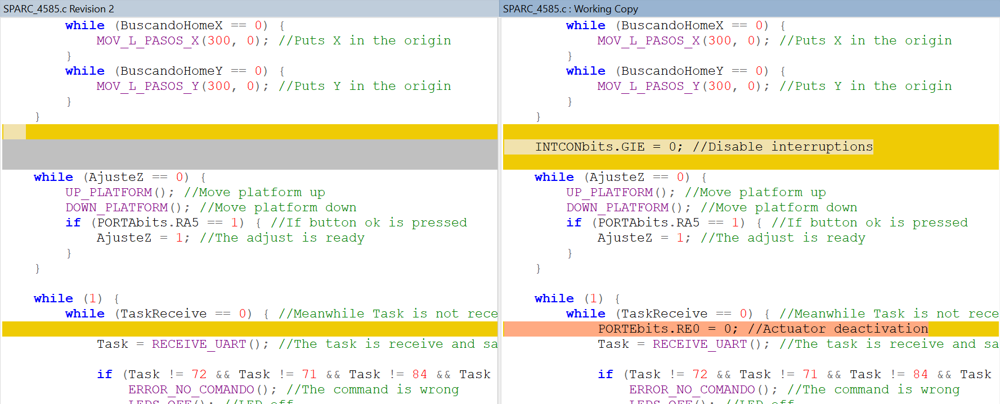 SPARC_4585.c Revision 2
while (BuscandoHomeX == 0) {
MOV_L_PASOS_X(300, 0); //Puts X in the origin
}
while (BuscandoHomeY == 0) {
MOV_L_PASOS_Y(300, 0); //Puts Y in the origin
}
}
while (AjusteZ == 0) {
UP_PLATFORM(); //Move platform up
DOWN_PLATFORM(); //Move platform down
if (PORTAbits.RA5 == 1) { //If button ok is pressed
AjusteZ = 1; //The adjust is ready
}
}
while (1) {
while (TaskReceive == 0) { //Meanwhile Task is not rece
Task = RECEIVE_UART(); //The task is receive and sa
if (Task != 72 && Task != 71 && Task != 84 && Task
ERROR_NO_COMANDO(); //The command is wrong
LEDS_OFF(); //LED off
SPARC_4585.c : Working Copy
while (BuscandoHomeX == 0) {
MOV_L_PASOS_X(300, 0); //Puts X in the origin
}
while (BuscandoHomeY == 0) {
MOV_L_PASOS_Y(300, 0); //Puts Y in the origin
}
}
INTCONbits.GIE = 0; //Disable interruptions
while (AjusteZ == 0) {
UP_PLATFORM(); //Move platform up
DOWN_PLATFORM(); //Move platform down
if (PORTAbits.RA5 == 1) { //If button ok is pressed
AjusteZ = 1; //The adjust is ready
}
}
while (1) {
while (TaskReceive == 0) { //Meanwhile Task is not rece
PORTEbits.RE0 = 0; //Actuator deactivation
Task = RECEIVE_UART(); //The task is receive and sa
if (Task != 72 && Task != 71 && Task != 84 && Task
ERROR_NO_COMANDO(); //The command is wrong
LEDS_OFF(); //LED off